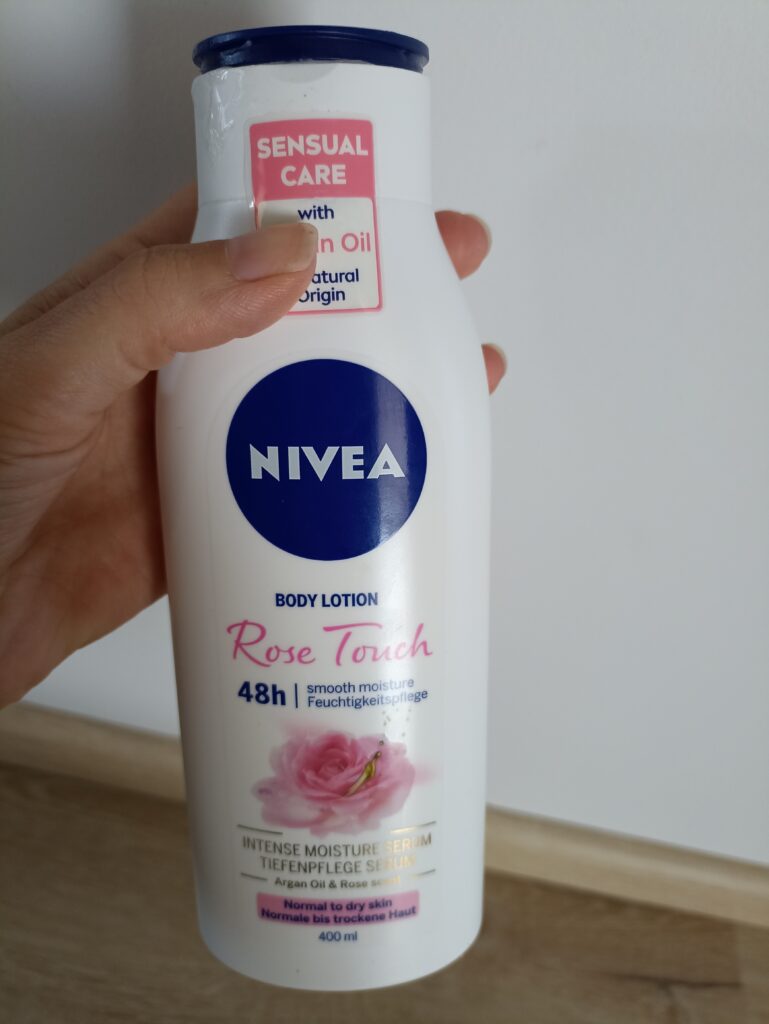 SENSUAL
CARE
with
n Oil
atural
Origin
NIVEA
BODY LOTION
Rose Touch
48h | smooth moisture
Feuchtigkeitspflege
INTENSE MOISTURE SERUM
TIEFENPFLEGE SERUM
Argan Oil & Rose scent
Normal to dry skin
Normale bis trockene Haut
400 ml